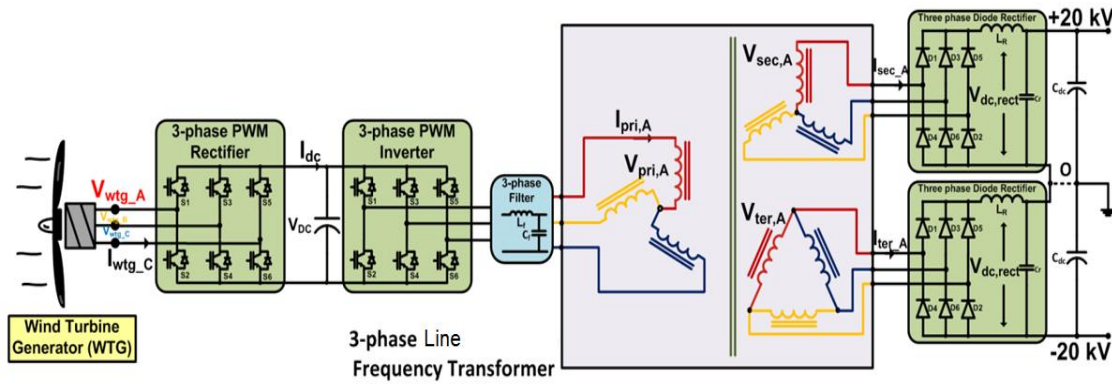 3-phase PWM
Rectifier
3-phase PWM
Inverter
3-phase
Filter
Three phase Diode Rectifier
Three phase Diode Rectifier
Wind Turbine
Generator (WTG)
3-phase Line
Frequency Transformer
Vwtg_A
Vwtg_C
Iwtg_C
S1
S3
S5
S2
S4
S6
Idc
VDC
S1
S3
S5
S2
S4
S6
Lf
Cf
Ipri,A
Vpri,A
Vsec,A
Isec_A
Vter,A
Iter_A
D1
D3
D5
D4
D6
D2
LR
Vdc,rect
Cr
Cdc
+20 kV
O
D1
D3
D5
D4
D6
D2
LR
Vdc,rect
Cr
Cdc
-20 kV